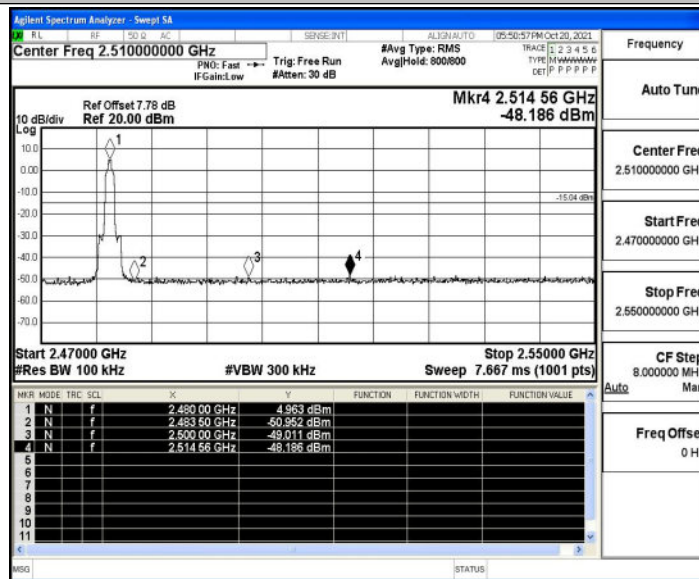 Agilent Spectrum Analyzer - Swept SA
RL RF 50 Ω AC SENSE:INT ALIGNAUTO 05:50:57PM Oct 20, 2021
Center Freq 2.510000000 GHz
PNO: Fast
IFGain:Low
Trig: Free Run
#Atten: 30 dB
#Avg Type: RMS
Avg|Hold: 800/800
TRACE 1 2 3 4 5 6
TYPE M W W W W W
DET P P P P P P
Ref Offset 7.78 dB
10 dB/div Ref 20.00 dBm
Mkr4 2.514 56 GHz
-48.186 dBm
Log
10.0
0.00
-10.0
-20.0
-30.0
-40.0
-50.0
-60.0
-70.0
1
2
3
4
-15.04 dBm
Start 2.47000 GHz Stop 2.55000 GHz
#Res BW 100 kHz #VBW 300 kHz Sweep 7.667 ms (1001 pts)
MKR MODE TRC SCL X Y FUNCTION FUNCTION WIDTH FUNCTION VALUE
1 N f 2.480 00 GHz 4.963 dBm
2 N f 2.483 50 GHz -50.952 dBm
3 N f 2.500 00 GHz -49.011 dBm
4 N f 2.514 56 GHz -48.186 dBm
5
6
7
8
9
10
11
MSG STATUS
Frequency
Auto Tun
Center Fre
2.510000000 GH
Start Fre
2.470000000 GH
Stop Fre
2.550000000 GH
CF Step
8.000000 MH
Auto Ma
Freq Offse
0 H